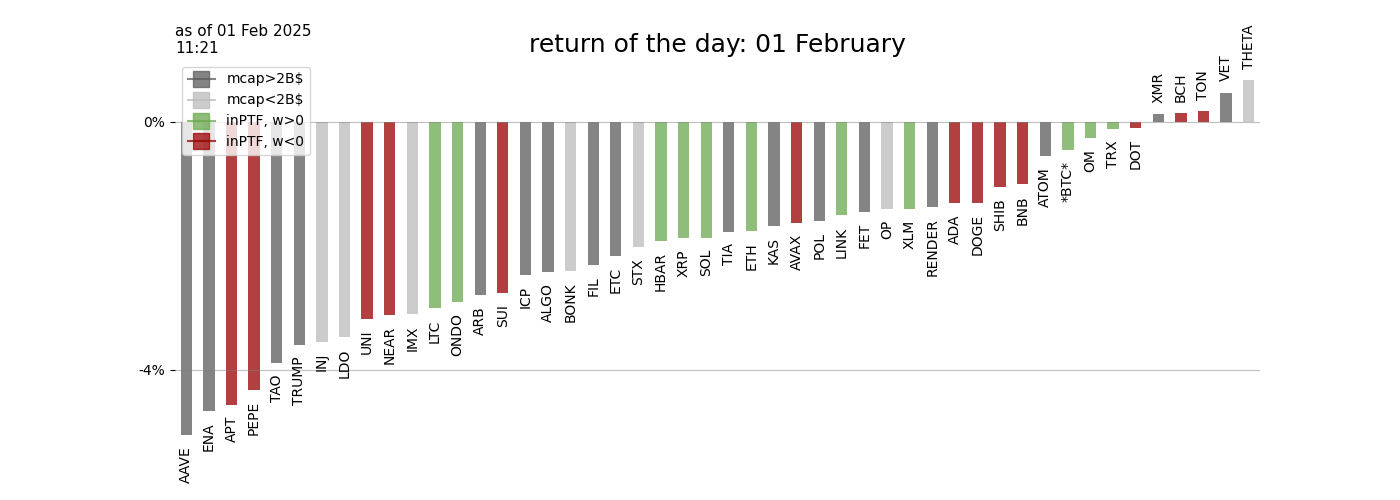 as of 01 Feb 2025
11:21
return of the day: 01 February
mcap>2B$
mcap<2B$
inPTF, w>0
inPTF, w<0
0%
-4%
AAVE
ENA
APT
PEPE
TAO
TRUMP
INJ
LDO
UNI
NEAR
IMX
LTC
ONDO
ARB
SUI
ICP
ALGO
BONK
FIL
ETC
STX
HBAR
XRP
SOL
TIA
ETH
KAS
AVAX
POL
LINK
FET
OP
XLM
RENDER
ADA
DOGE
SHIB
BNB
ATOM
*BTC*
OM
TRX
DOT
XMR
BCH
TON
VET
THETA